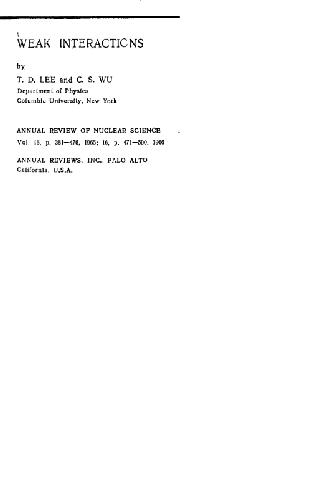 WEAK INTERACTIONS
by
T. D. LEE and C. S. WU
Department of Physics
Columbia University, New York
ANNUAL REVIEW OF NUCLEAR SCIENCE
Vol. 15, p. 381—476, 1965; 16, p. 471—590, 1966
ANNUAL REVIEWS, INC., PALO ALTO
California, U.S.A.